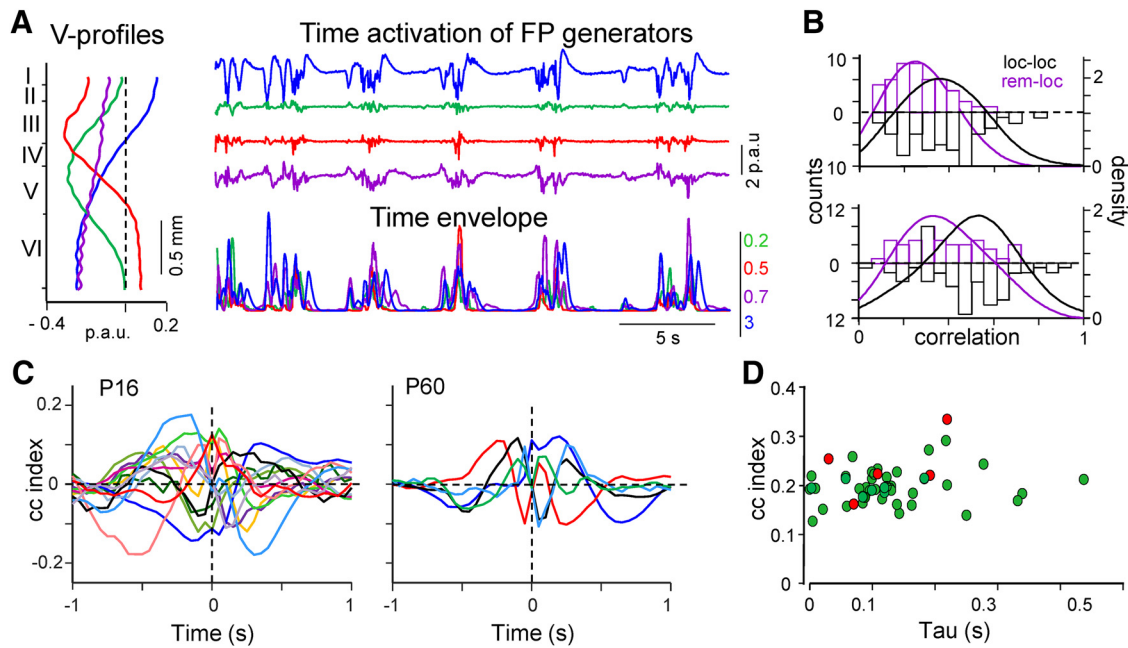 A
V-profiles
Time activation of FP generators
I
II
III
IV
V
VI
0.5 mm
- 0.4
p.a.u.
0.2
2 p.a.u
Time envelope
0.2
0.5
0.7
3
5 s
B
loc-loc
rem-loc
10
0
10
2
1
0
12
0
12
2
1
0
counts
density
0
correlation
1
C
P16
P60
cc index
0.2
0
-0.2
-1
0
1
Time (s)
-1
0
1
Time (s)
D
cc index
0.4
0.3
0.2
0.1
0
0
0.1
0.3
0.5
Tau (s)